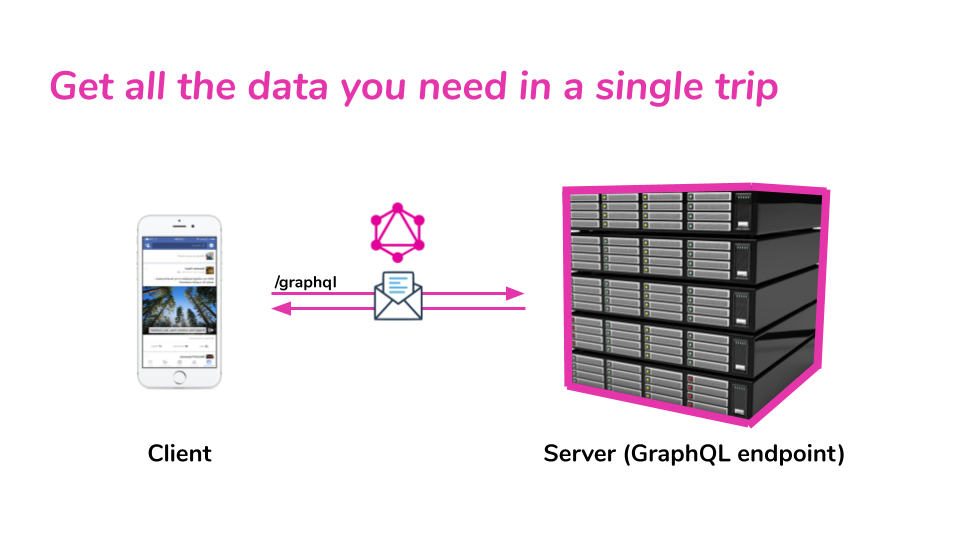 Get all the data you need in a single trip
/graphql
Client
Server (GraphQL endpoint)